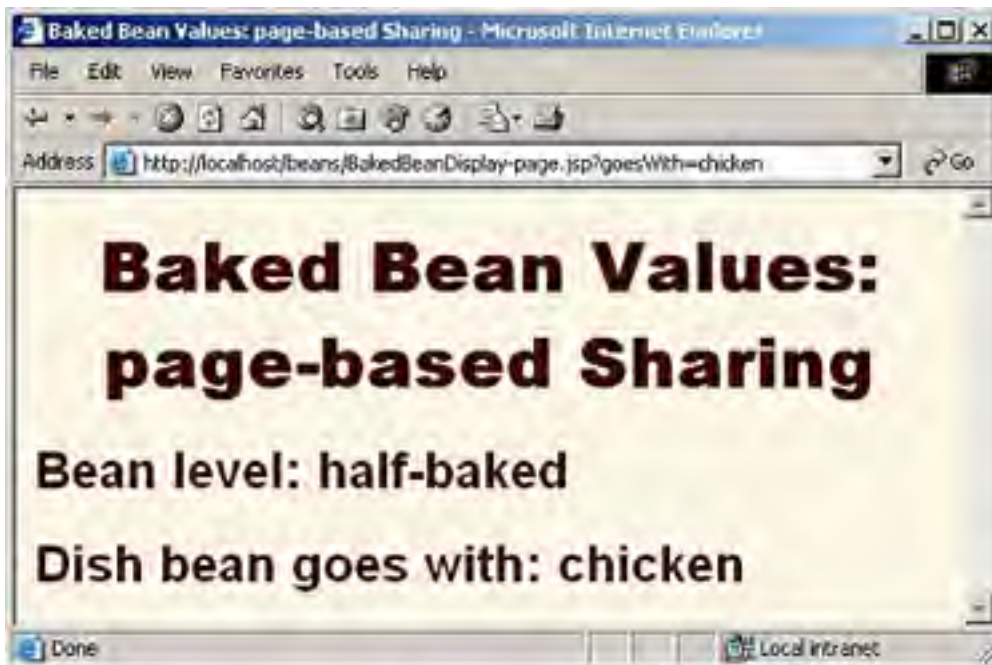 Baked Bean Values: page-based Sharing - Microsoft Internet Explorer
File Edit View Favorites Tools Help
Address http://localhost/beans/BakedBeanDisplay-page.jsp?goesWith=chicken Go
Baked Bean Values:
page-based Sharing
Bean level: half-baked
Dish bean goes with: chicken
Done Local intranet